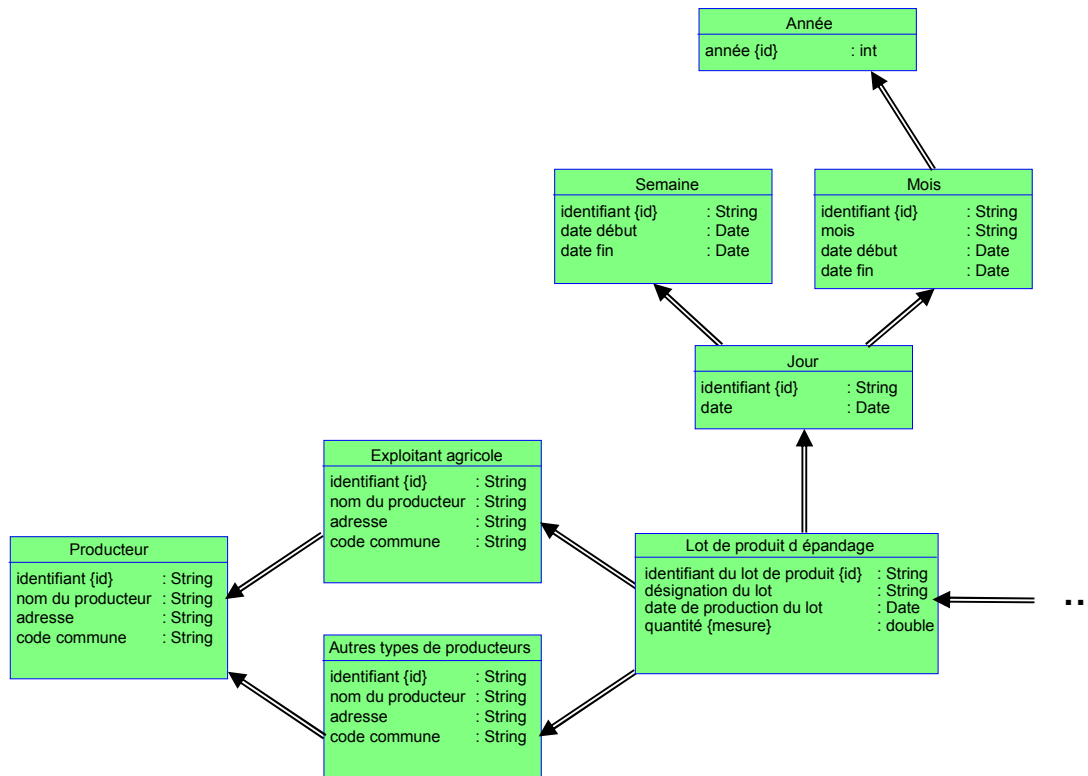 Année
année {id} : int
Semaine
identifiant {id} : String
date début : Date
date fin : Date
Mois
identifiant {id} : String
mois : String
date début : Date
date fin : Date
Jour
identifiant {id} : String
date : Date
Exploitant agricole
identifiant {id} : String
nom du producteur : String
adresse : String
code commune : String
Producteur
identifiant {id} : String
nom du producteur : String
adresse : String
code commune : String
Lot de produit d épandage
identifiant du lot de produit {id} : String
désignation du lot : String
date de production du lot : Date
quantité {mesure} : double
..
Autres types de producteurs
identifiant {id} : String
nom du producteur : String
adresse : String
code commune : String